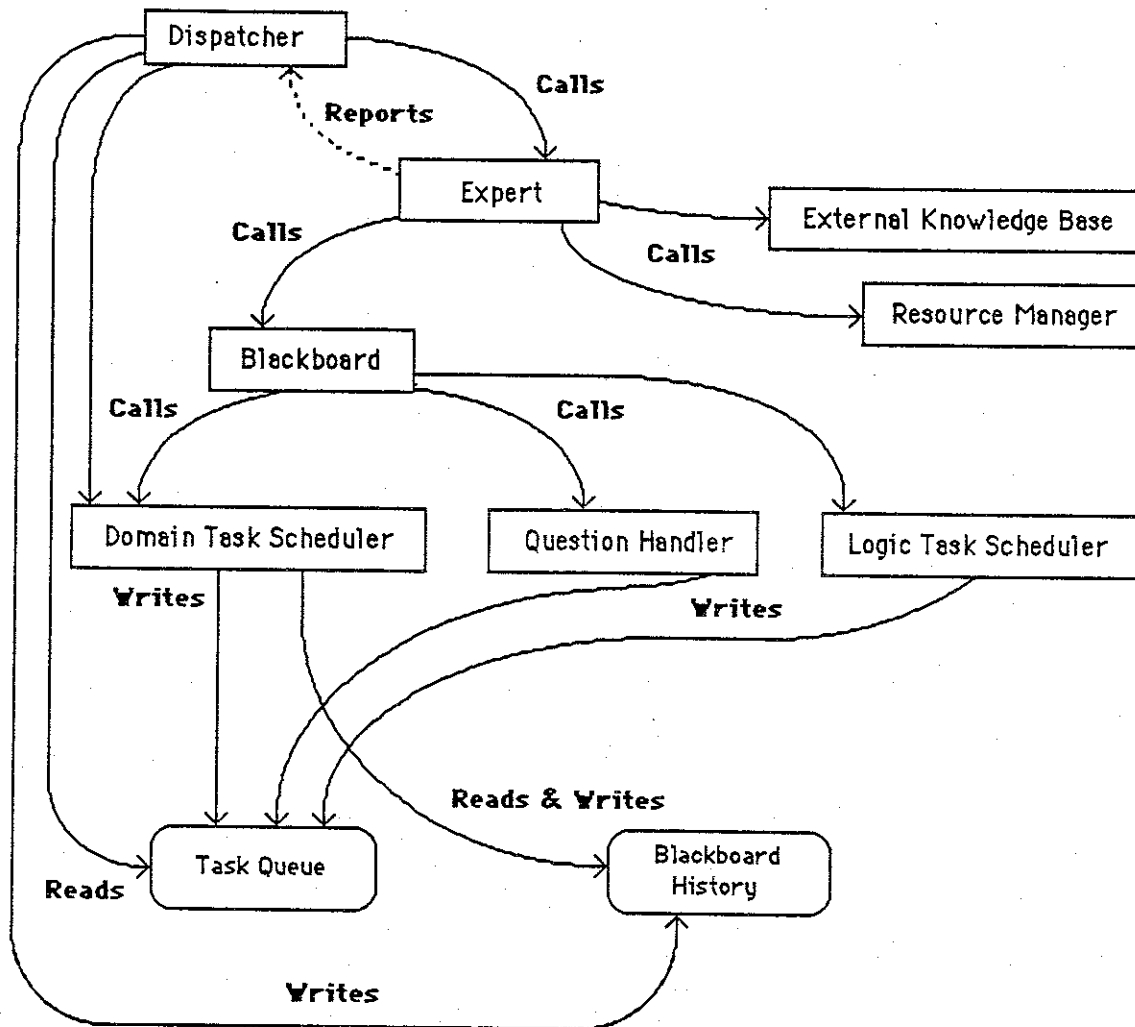 Dispatcher
Calls
Reports
Expert
External Knowledge Base
Calls
Calls
Resource Manager
Blackboard
Calls
Calls
Domain Task Scheduler
Question Handler
Logic Task Scheduler
Writes
Writes
Reads & Writes
Task Queue
Blackboard
History
Reads
Writes